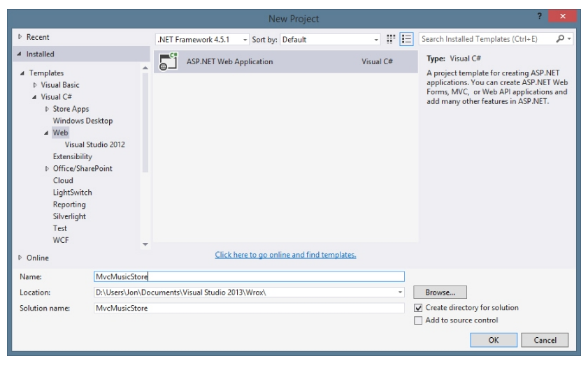 New Project
? ×
Recent
.NET Framework 4.5.1
Sort by: Default
Search Installed Templates (Ctrl+E)
Installed
Templates
Visual Basic
Visual C#
Store Apps
Windows Desktop
Web
Visual Studio 2012
Extensibility
Office/SharePoint
Cloud
LightSwitch
Reporting
Silverlight
Test
WCF
Online
ASP.NET Web Application Visual C#
Click here to go online and find templates.
Type: Visual C#
A project template for creating ASP.NET
applications. You can create ASP.NET Web
Forms, MVC, or Web API applications and
add many other features in ASP.NET.
Name: MvcMusicStore
Location: D:\Users\Jon\Documents\Visual Studio 2013\Wrox\
Browse...
Solution name: MvcMusicStore
Create directory for solution
Add to source control
OK Cancel